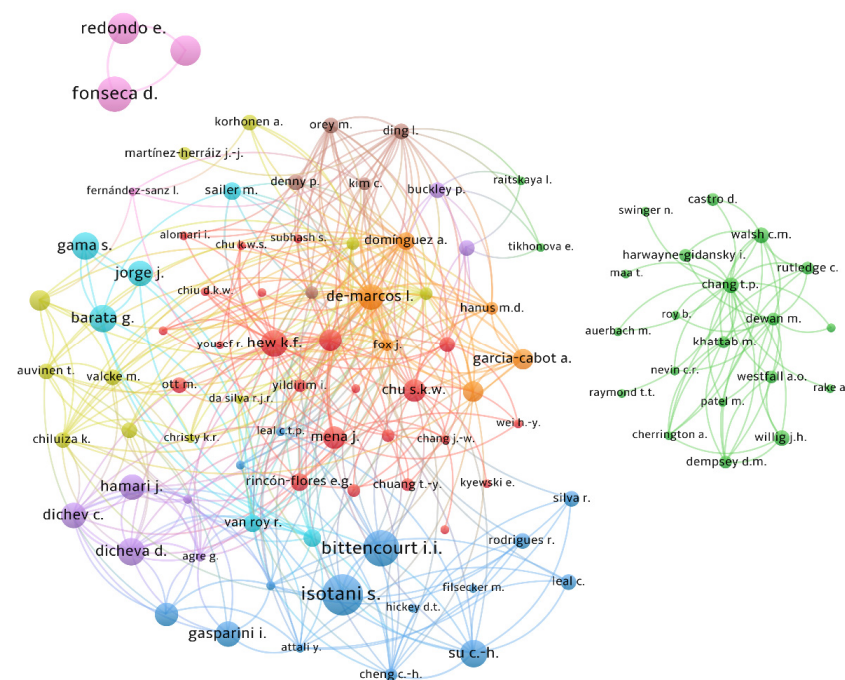 redondo e.
fonseca d.
korhonen a.
orey m.
ding l.
martínez-herráiz j.-j.
fernández-sanz l.
sailer m.
denny p.
kim c.
buckley p.
raitskaya l.
alomari i.
chu k.w.s.
subhash s.
domínguez a.
tikhonova e.
gama s.
jorge j.
chiu d.k.w.
de-marcos l.
hanus m.d.
barata g.
yousef r.
hew k.f.
fox j.
garcia-cabot a.
auvinen t.
valcke m.
ott m.
yildirim i.
chu s.k.w.
da silva r.j.r.
chiluiza k.
christy k.r.
leal c.t.p.
mena j.
chang j.-w.
wei h.-y.
hamari j.
rincón-flores e.g.
chuang t.-y.
kyewski e.
silva r.
dichev c.
van roy r.
dicheva d.
agre g.
bittencourt i.i.
rodrigues r.
isotani s.
filsecker m.
leal c.
hickey d.t.
gasparini i.
attali y.
su c.-h.
cheng c.-h.
castro d.
swinger n.
walsh c.m.
harwayne-gidansky i.
maa t.
rutledge c.
chang t.p.
roy b.
dewan m.
auerbach m.
khattab m.
nevin c.r.
westfall a.o.
raymond t.t.
rake a
patel m.
cherrington a.
willig j.h.
dempsey d.m.